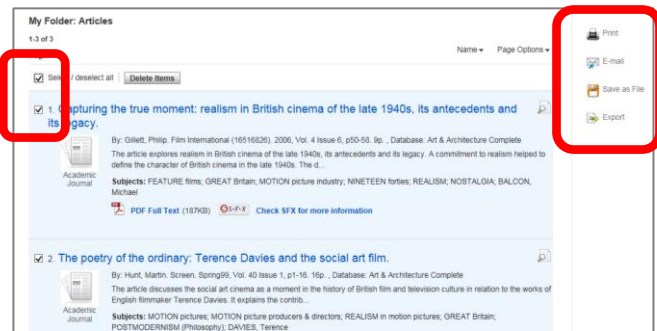 My Folder: Articles
1-3 of 3
Name Page Options
Select / deselect all Delete Items
1. Capturing the true moment: realism in British cinema of the late 1940s, its antecedents and
its legacy.
By: Gillett, Philip. Film International (16516826), 2006, Vol. 4 Issue 6, p50-58. 9p. , Database: Art & Architecture Complete
The article explores realism in British cinema of the late 1940s, its antecedents and its legacy. A commitment to realism helped to
define the character of British cinema in the late 1940s. The d...
Academic
Journal
Subjects: FEATURE films; GREAT Britain; MOTION picture industry; NINETEEN forties; REALISM; NOSTALGIA; BALCON,
Michael
PDF Full Text (187KB) S·F·X Check SFX for more information
2. The poetry of the ordinary: Terence Davies and the social art film.
By: Hunt, Martin. Screen. Spring99, Vol. 40 Issue 1, p1-16. 16p. , Database: Art & Architecture Complete
The article discusses the social art cinema as a moment in the history of British film and television culture in relation to the works of
English filmmaker Terence Davies. It explains the contrib...
Academic
Journal
Subjects: MOTION pictures; MOTION picture producers & directors; REALISM in motion pictures; GREAT Britain;
POSTMODERNISM (Philosophy); DAVIES, Terence
Print
E-mail
Save as File
Export